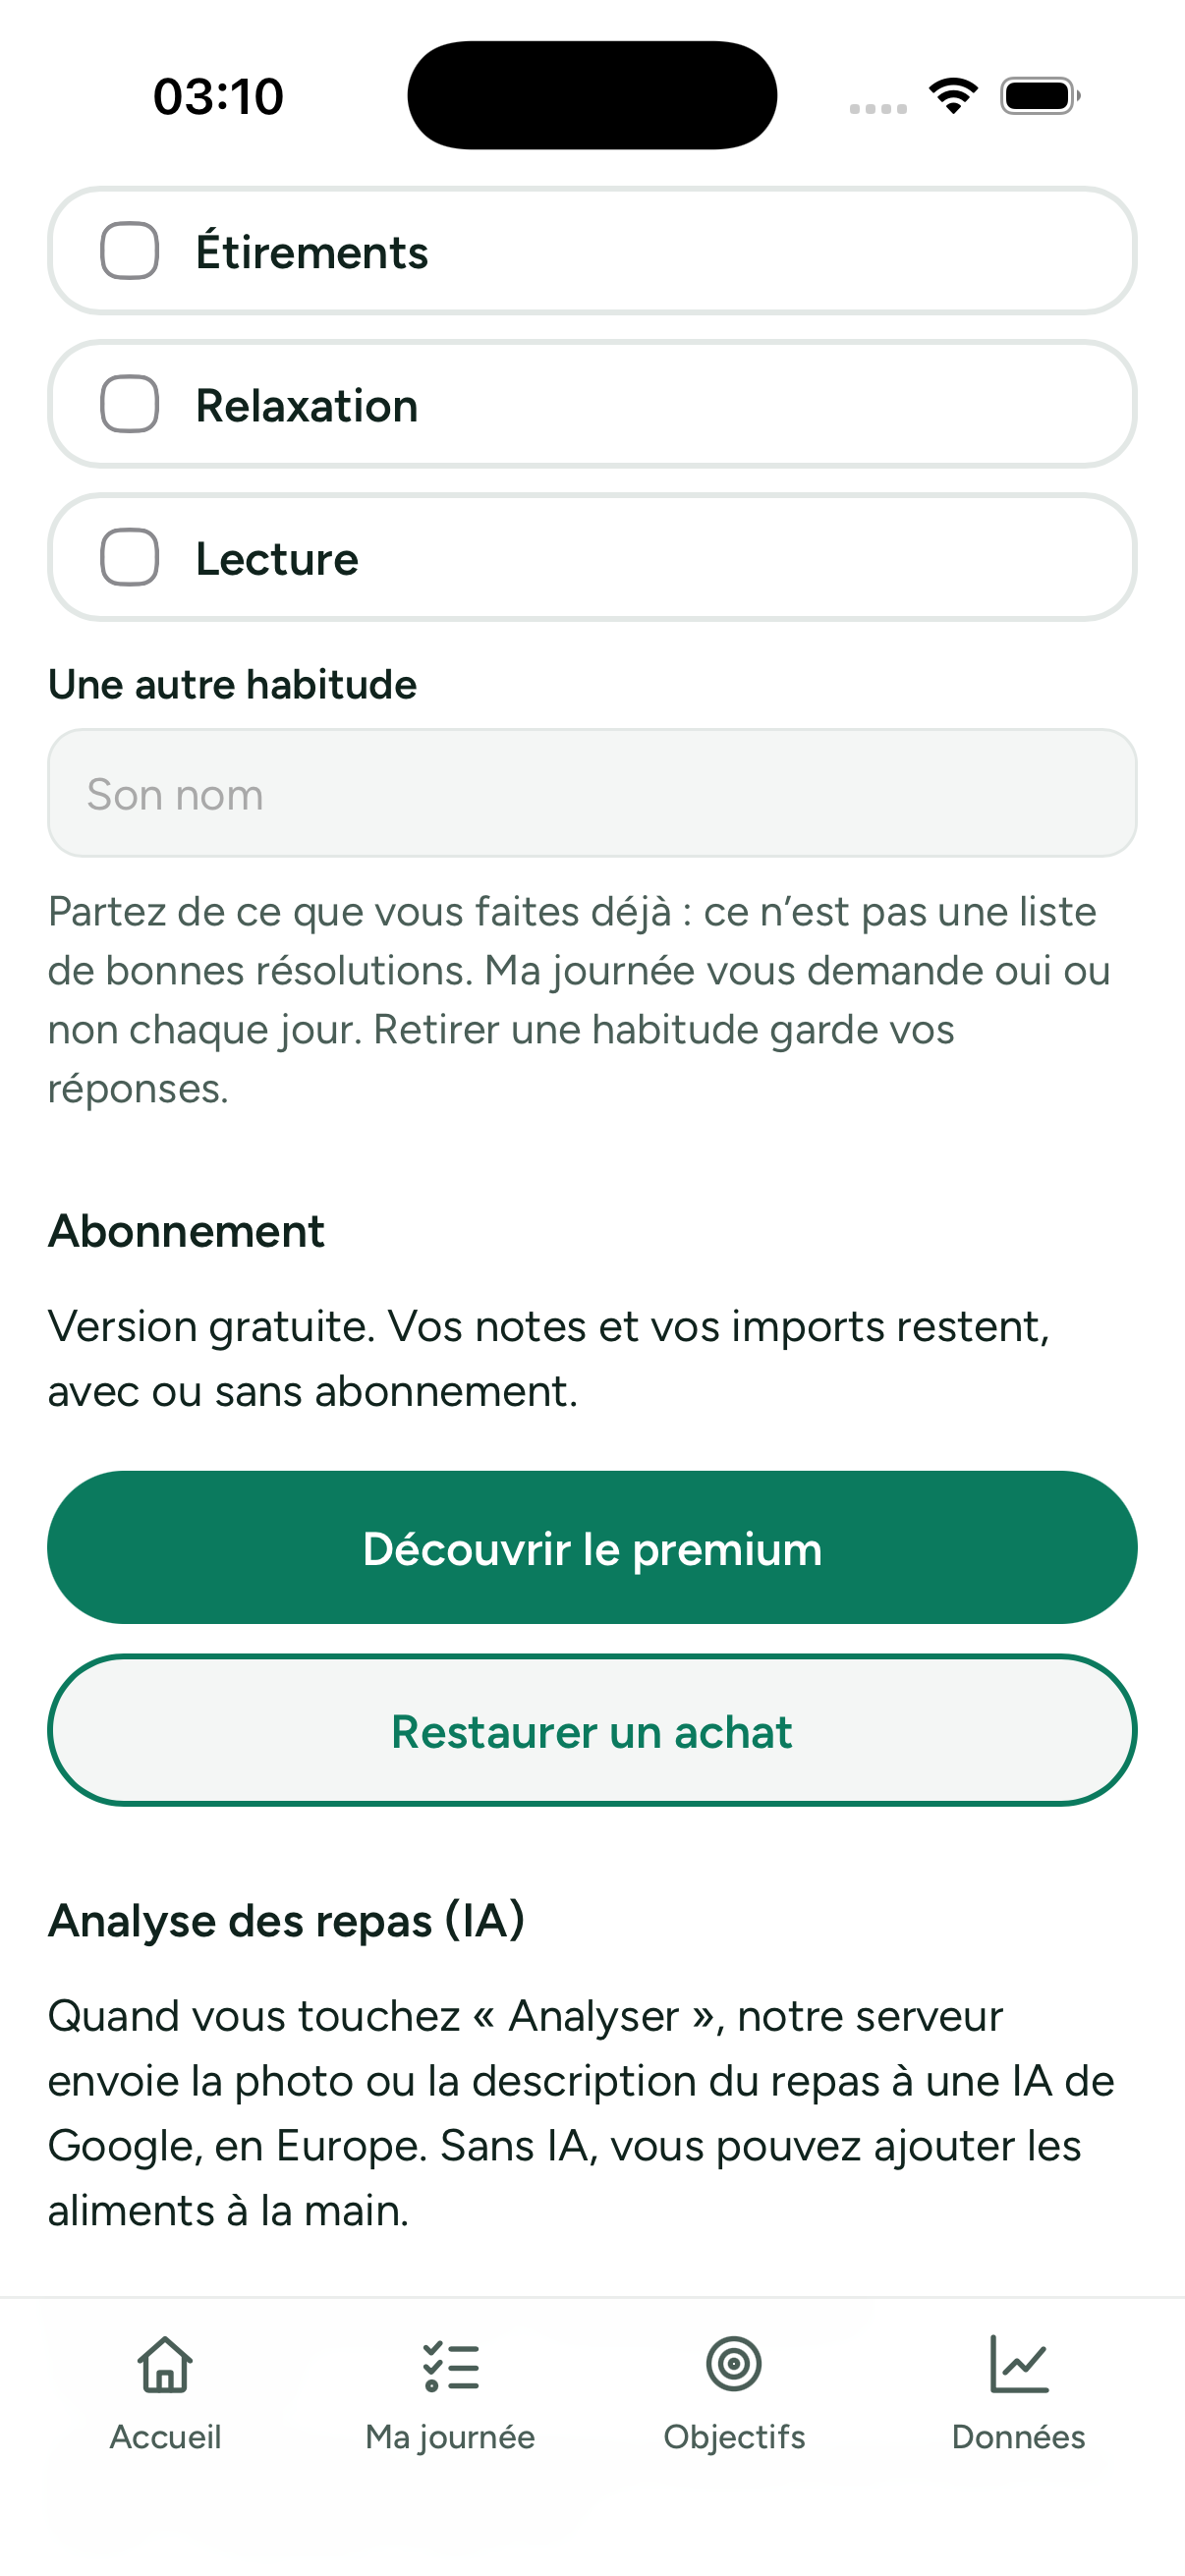 03:10
Étirements
Relaxation
Lecture
Une autre habitude
Son nom
Partez de ce que vous faites déjà : ce n’est pas une liste
de bonnes résolutions. Ma journée vous demande oui ou
non chaque jour. Retirer une habitude garde vos
réponses.
Abonnement
Version gratuite. Vos notes et vos imports restent,
avec ou sans abonnement.
Découvrir le premium
Restaurer un achat
Analyse des repas (IA)
Quand vous touchez « Analyser », notre serveur
envoie la photo ou la description du repas à une IA de
Google, en Europe. Sans IA, vous pouvez ajouter les
aliments à la main.
Accueil
Ma journée
Objectifs
Données